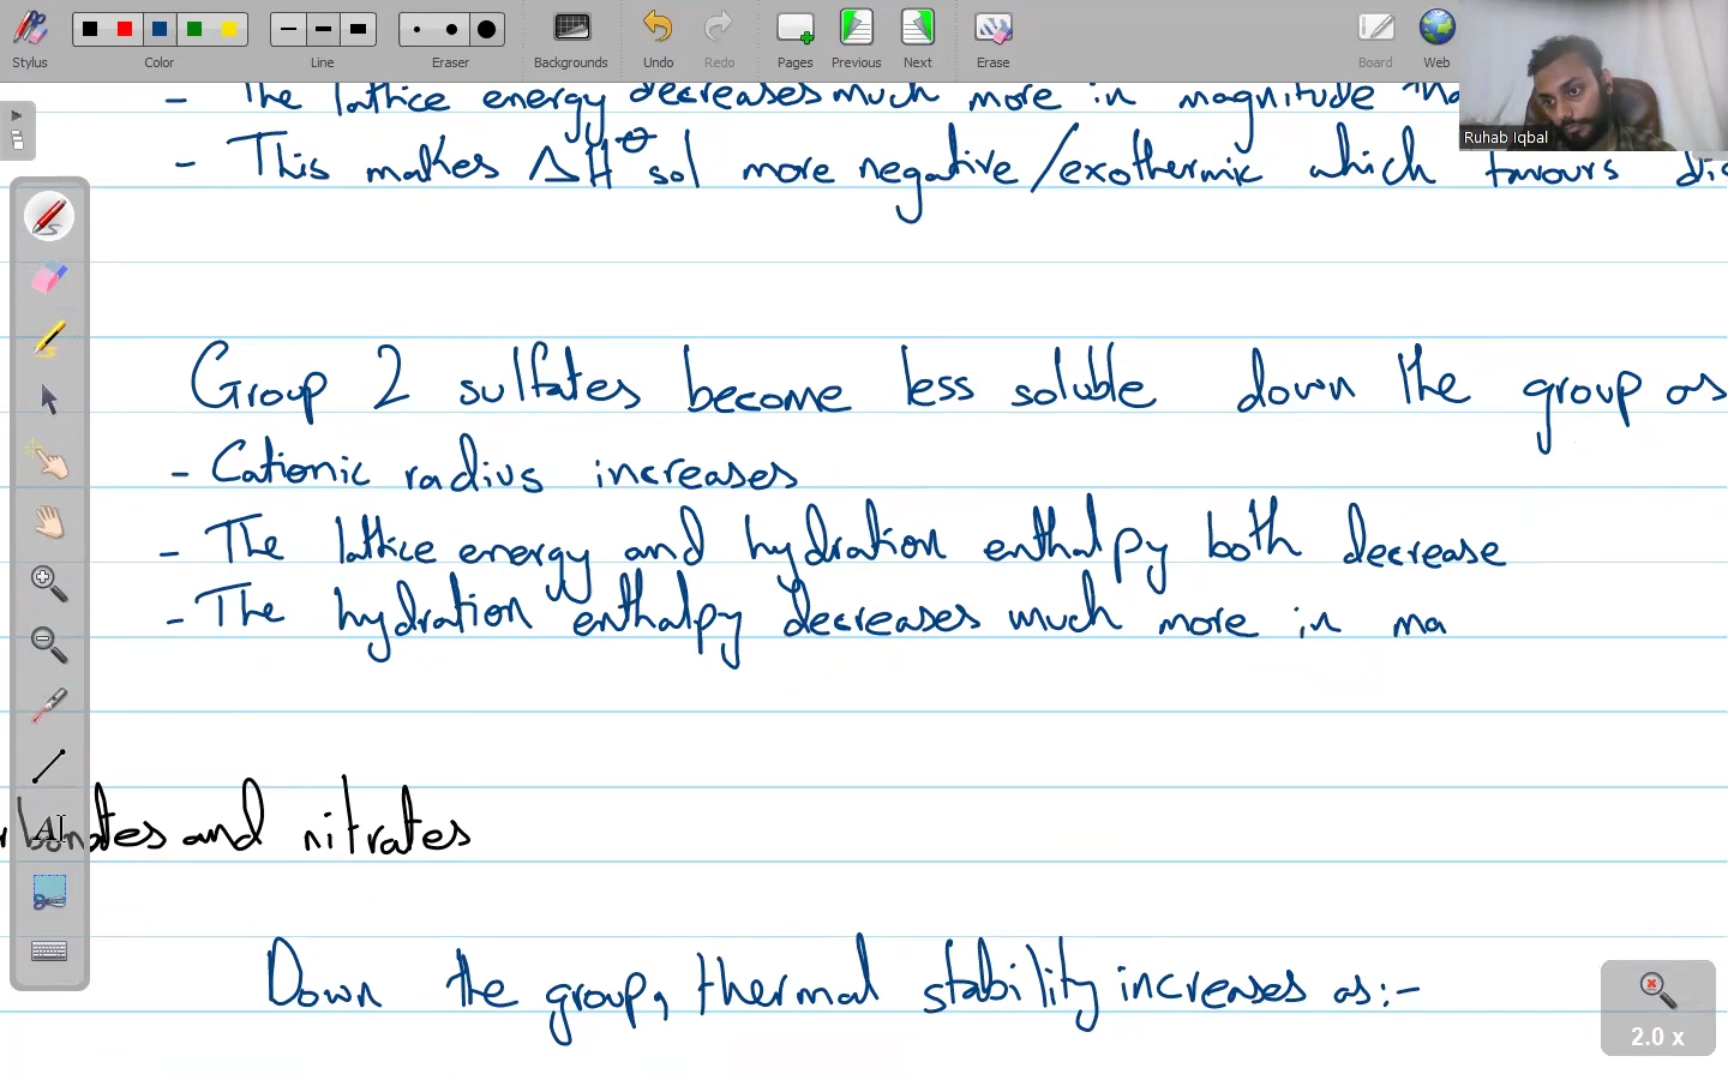 Stylus Color Line Eraser Backgrounds Undo Redo Pages Previous Next Erase Board Web
Ruhab Iqbal
- The lattice energy decreases much more in magnitude tha
- This makes ΔH⦵sol more negative/exothermic which favours dis
Group 2 sulfates become less soluble down the group as
- Cationic radius increases
- The lattice energy and hydration enthalpy both decrease
- The hydration enthalpy decreases much more in ma
rbonates and nitrates
Down the group, thermal stability increases as:-
2.0 x